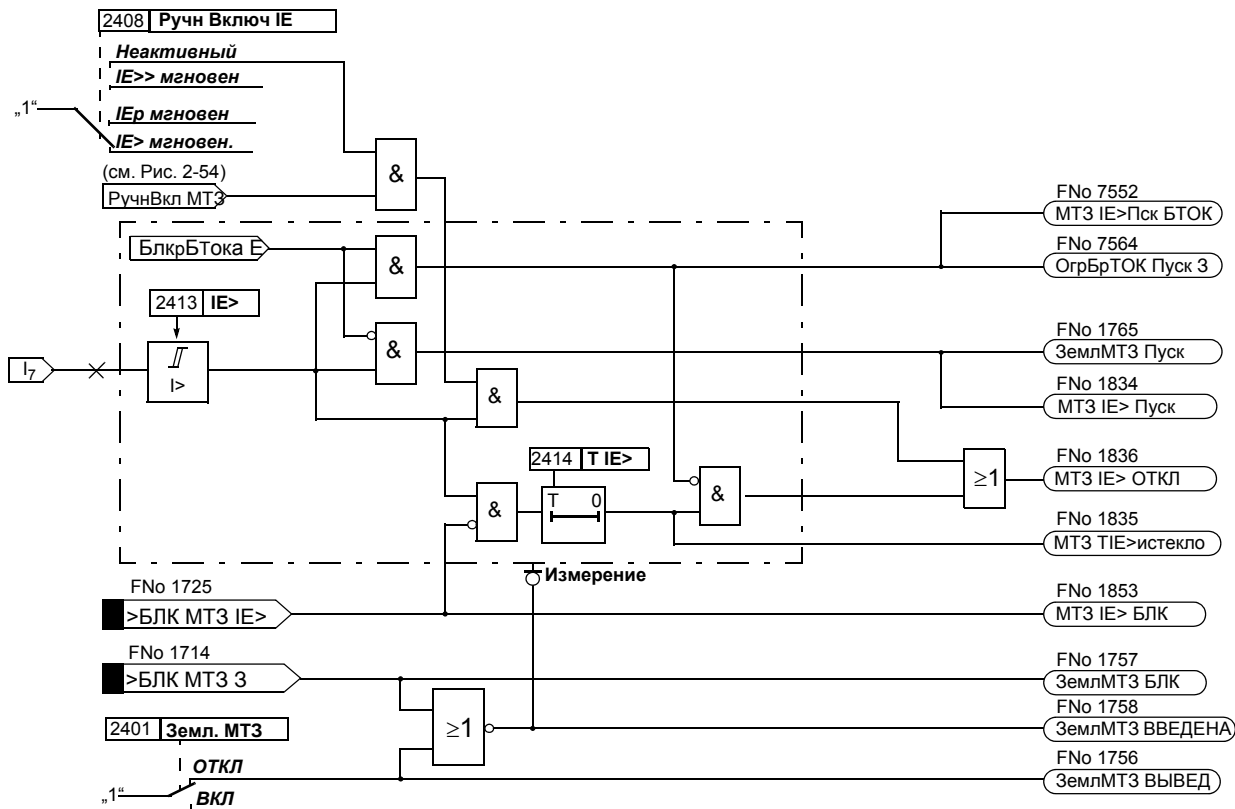 2408 Ручн Включ IE
Неактивный
IE>> мгновен
IEp мгновен
IE> мгновен.
„1“
(см. Рис. 2-54)
РучнВкл МТЗ
&
FNo 7552
МТЗ IE>Пск БТОК
БлкрБТока E
&
FNo 7564
ОгрБрТОК Пуск З
2413 IE>
FNo 1765
ЗемлМТЗ Пуск
I7
I>
&
FNo 1834
МТЗ IE> Пуск
&
2414 T IE>
FNo 1836
МТЗ IE> ОТКЛ
≥1
&
T 0
&
FNo 1835
МТЗ TIE>истекло
Измерение
FNo 1725
>БЛК МТЗ IE>
FNo 1853
МТЗ IE> БЛК
FNo 1714
>БЛК МТЗ З
FNo 1757
ЗемлМТЗ БЛК
2401 Земл. МТЗ
≥1
FNo 1758
ЗемлМТЗ ВВЕДЕНА
ОТКЛ
FNo 1756
ЗемлМТЗ ВЫВЕД
„1“
ВКЛ